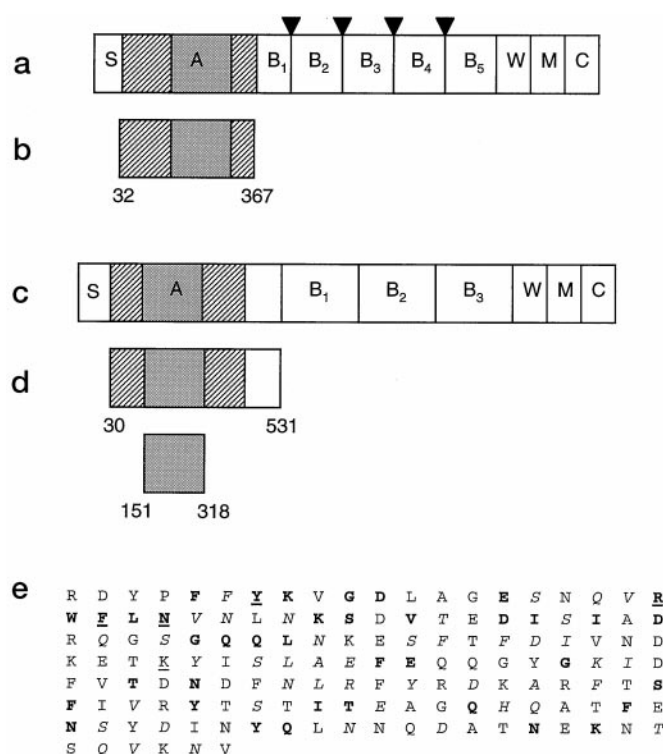 a S A B1 B2 B3 B4 B5 W M C
b
32 367
c S A B1 B2 B3 W M C
d
30 531
151 318
e R D Y P F F Y K V G D L A G E S N Q V R
W F L N V N L N K S D V T E D I S I A D
R Q G S G Q Q L N K E S F T F D I V N D
K E T K Y I S L A E F E Q Q G Y G K I D
F V T D N D F N L R F Y R D K A R F T S
F I V R Y T S T I T E A G Q H Q A T F E
N S Y D I N Y Q L N N Q D A T N E K N T
S Q V K N V